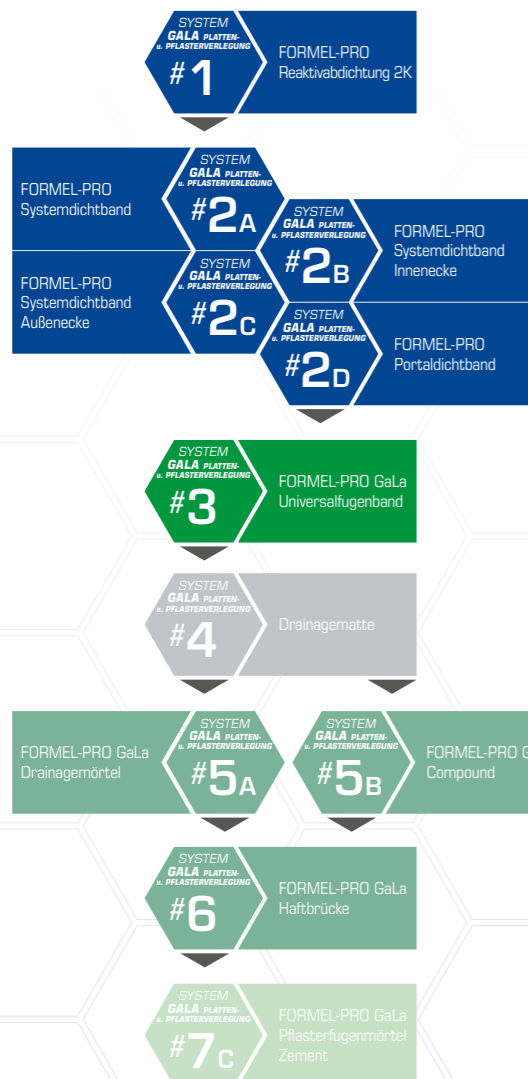 SYSTEM
GALA PLATTEN-
u. PFLASTERVERLEGUNG
#1
FORMEL-PRO
Reaktivabdichtung 2K
FORMEL-PRO
Systemdichtband
SYSTEM
GALA PLATTEN-
u. PFLASTERVERLEGUNG
#2A
SYSTEM
GALA PLATTEN-
u. PFLASTERVERLEGUNG
#2B
FORMEL-PRO
Systemdichtband
Innenecke
FORMEL-PRO
Systemdichtband
Außenecke
SYSTEM
GALA PLATTEN-
u. PFLASTERVERLEGUNG
#2C
SYSTEM
GALA PLATTEN-
u. PFLASTERVERLEGUNG
#2D
FORMEL-PRO
Portaldichtband
SYSTEM
GALA PLATTEN-
u. PFLASTERVERLEGUNG
#3
FORMEL-PRO GaLa
Universalfugenband
SYSTEM
GALA PLATTEN-
u. PFLASTERVERLEGUNG
#4
Drainagematte
FORMEL-PRO GaLa
Drainagemörtel
SYSTEM
GALA PLATTEN-
u. PFLASTERVERLEGUNG
#5A
SYSTEM
GALA PLATTEN-
u. PFLASTERVERLEGUNG
#5B
FORMEL-PRO G
Compound
SYSTEM
GALA PLATTEN-
u. PFLASTERVERLEGUNG
#6
FORMEL-PRO GaLa
Haftbrücke
SYSTEM
GALA PLATTEN-
u. PFLASTERVERLEGUNG
#7C
FORMEL-PRO GaLa
Pflasterfugenmörtel
Zement